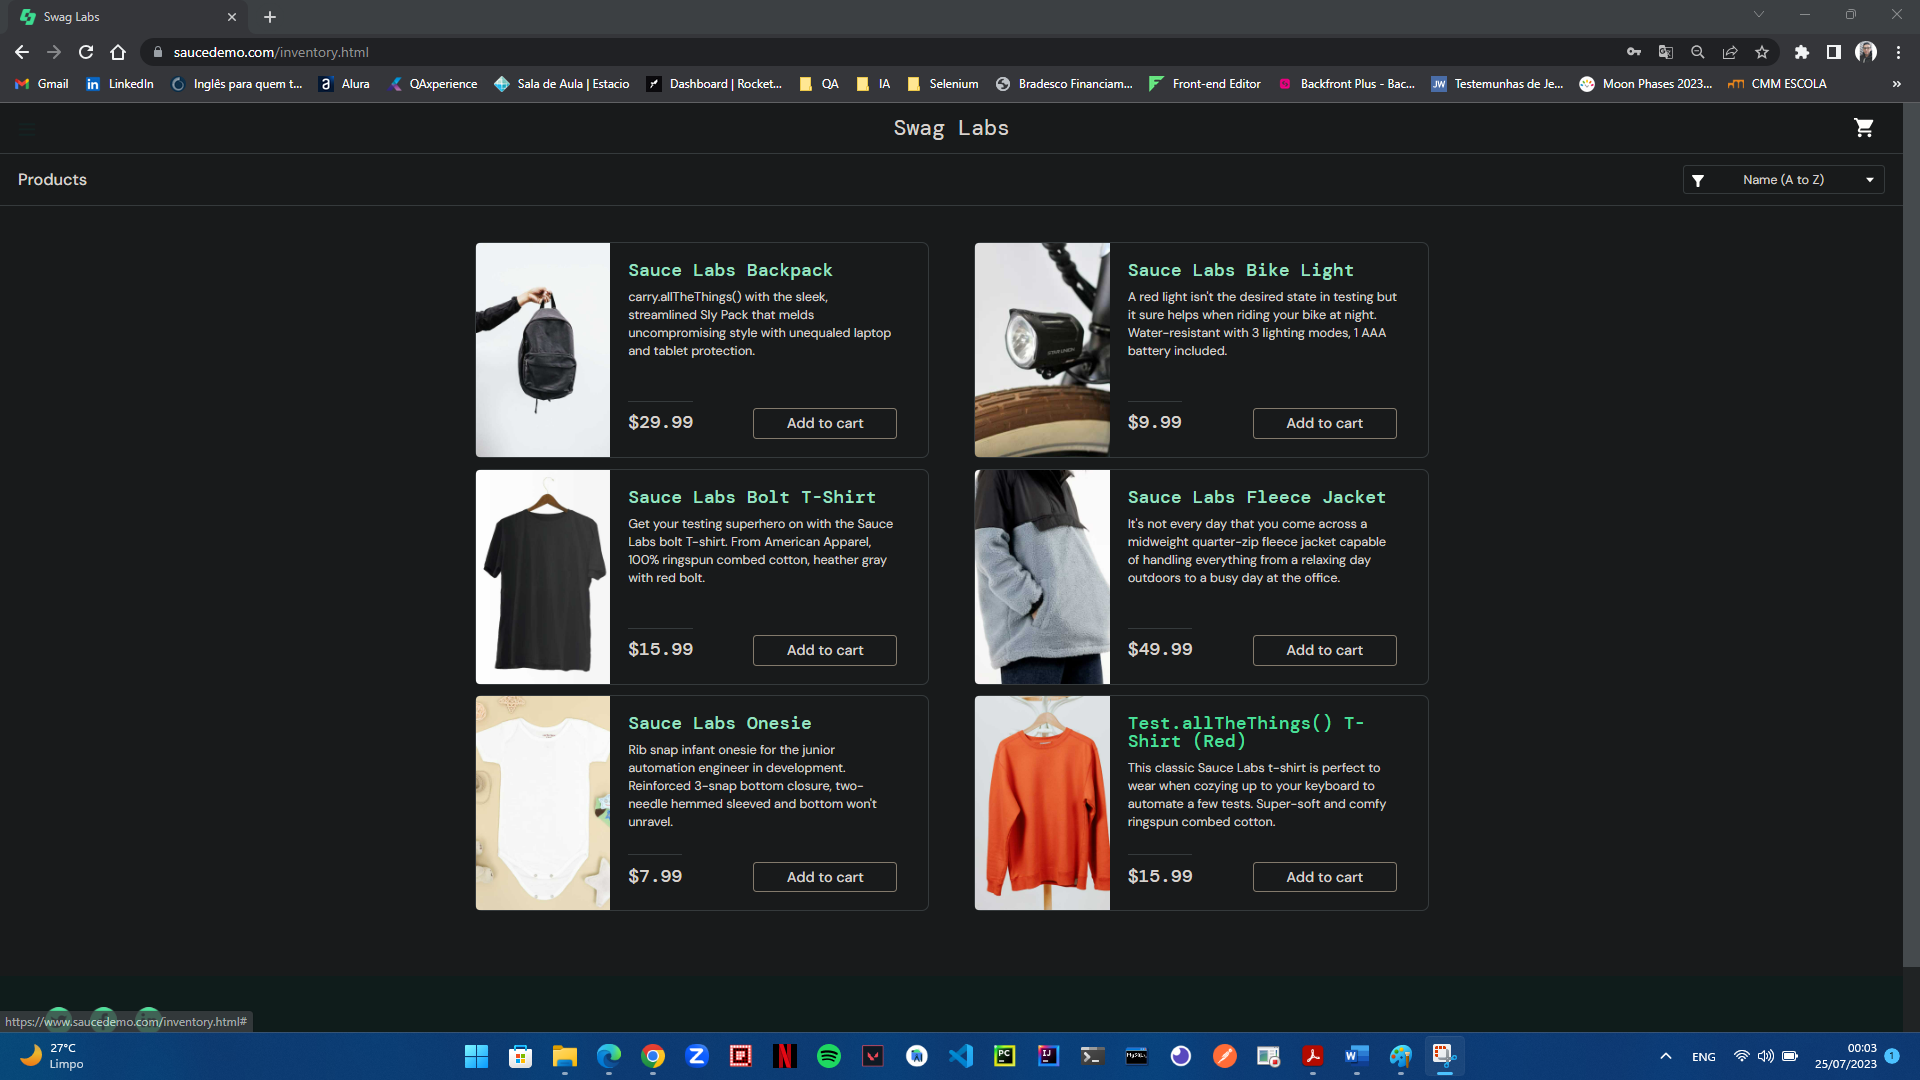 Swag Labs
saucedemo.com/inventory.html
Gmail
LinkedIn
Inglês para quem t...
Alura
QAxperience
Sala de Aula | Estacio
Dashboard | Rocket...
QA
IA
Selenium
Bradesco Financiam...
Front-end Editor
Backfront Plus - Bac...
Testemunhas de Je...
Moon Phases 2023...
CMM ESCOLA
Swag Labs
Products
Name (A to Z)
Sauce Labs Backpack
carry.allTheThings() with the sleek,
streamlined Sly Pack that melds
uncompromising style with unequaled laptop
and tablet protection.
$29.99
Add to cart
Sauce Labs Bike Light
A red light isn't the desired state in testing but
it sure helps when riding your bike at night.
Water-resistant with 3 lighting modes, 1 AAA
battery included.
$9.99
Add to cart
Sauce Labs Bolt T-Shirt
Get your testing superhero on with the Sauce
Labs bolt T-shirt. From American Apparel,
100% ringspun combed cotton, heather gray
with red bolt.
$15.99
Add to cart
Sauce Labs Fleece Jacket
It's not every day that you come across a
midweight quarter-zip fleece jacket capable
of handling everything from a relaxing day
outdoors to a busy day at the office.
$49.99
Add to cart
Sauce Labs Onesie
Rib snap infant onesie for the junior
automation engineer in development.
Reinforced 3-snap bottom closure, two-
needle hemmed sleeved and bottom won't
unravel.
$7.99
Add to cart
Test.allTheThings() T-
Shirt (Red)
This classic Sauce Labs t-shirt is perfect to
wear when cozying up to your keyboard to
automate a few tests. Super-soft and comfy
ringspun combed cotton.
$15.99
Add to cart
https://www.saucedemo.com/inventory.html#
27°C
Limpo
ENG
00:03
25/07/2023
1